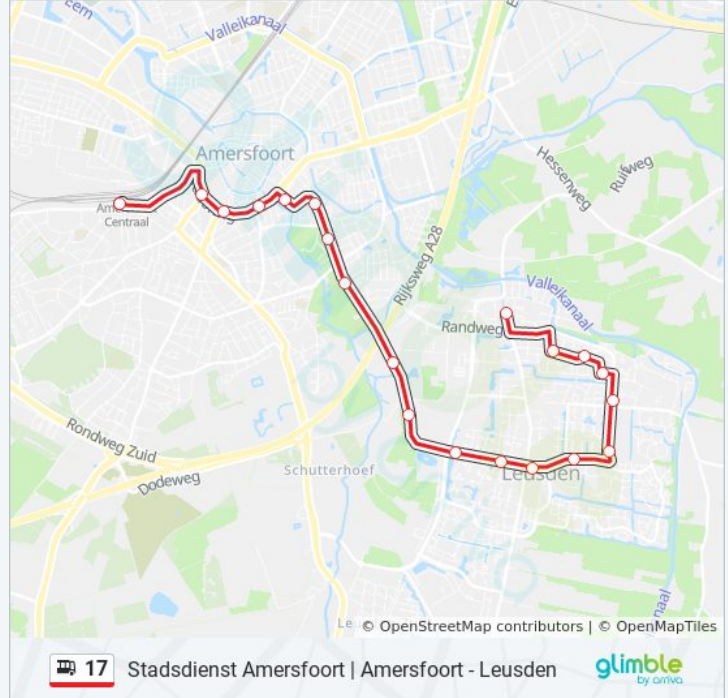 Eem
Valleikanaal
Amersfoort
Hessenweg
Ruifweg
Centraal
Rijksweg A28
Valleikanaal
Randweg
Rondweg Zuid
Dodeweg
Schutterhoef
Leusden
© OpenStreetMap contributors | © OpenMapTiles
17 Stadsdienst Amersfoort | Amersfoort - Leusden
glimble
by arriva